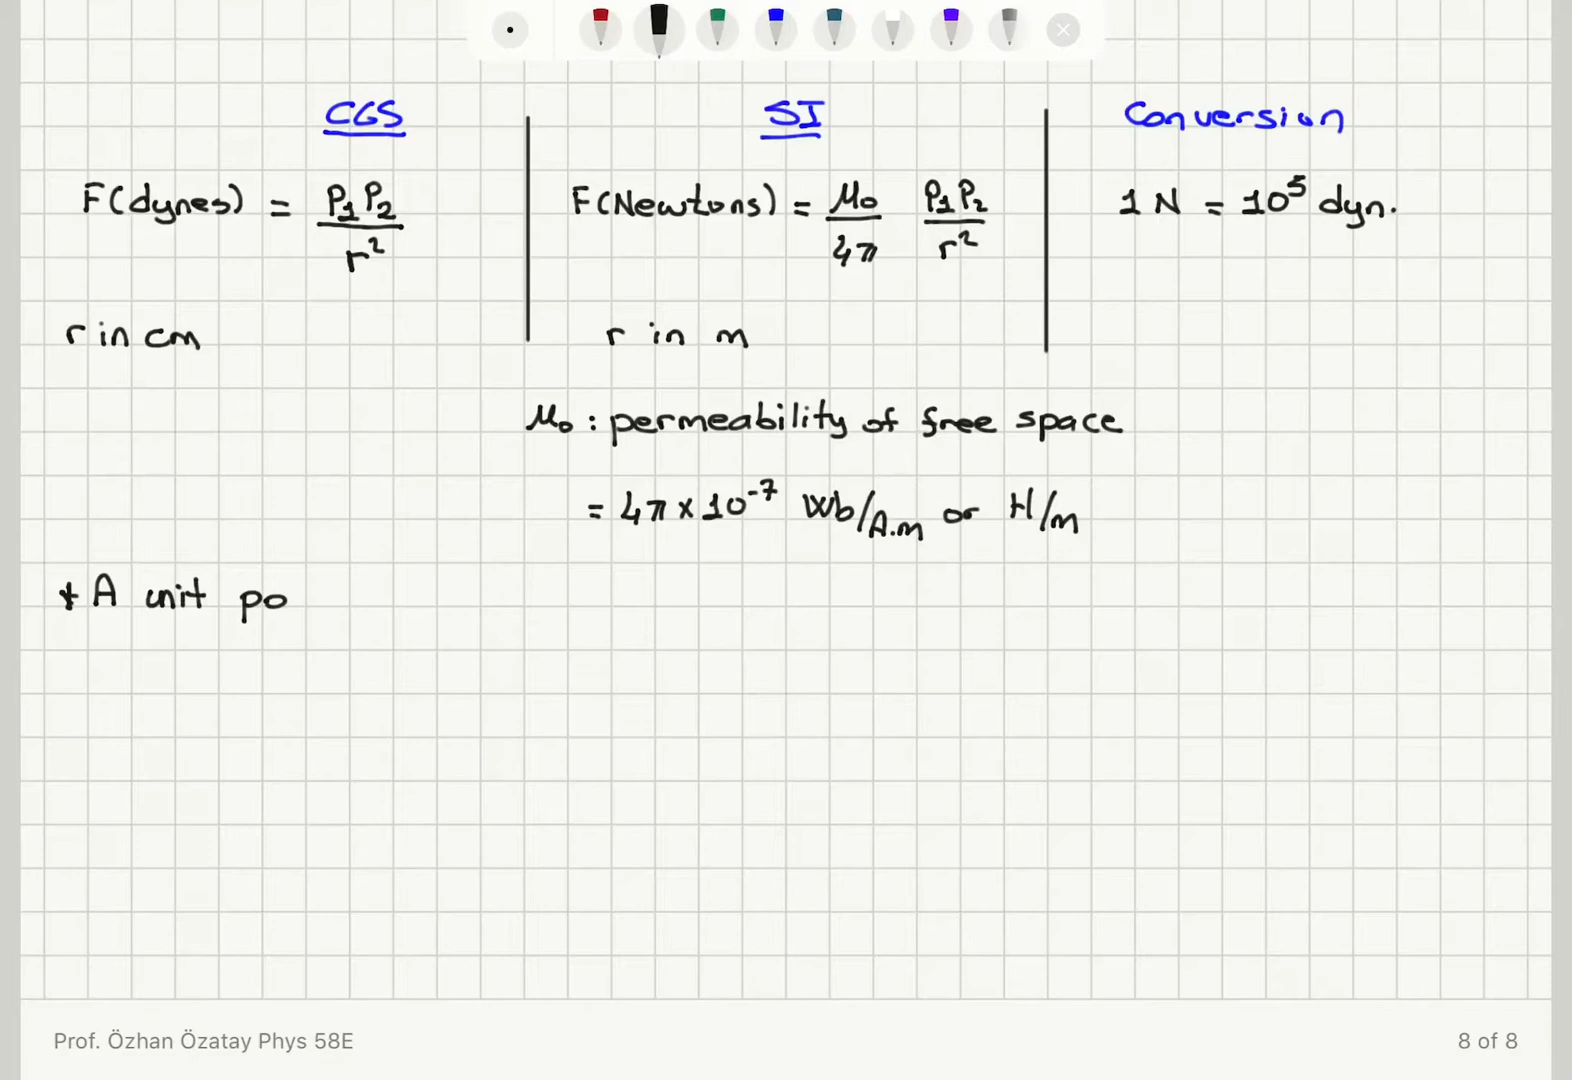 CGS SI Conversion
F(dynes) = P₁P₂/r² F(Newtons) = μ₀/4π P₁P₂/r² 1 N = 10⁵ dyn.
r in cm r in m
μ₀ : permeability of free space
= 4π x 10⁻⁷ Wb/A.m or H/m
* A unit po
Prof. Özhan Özatay Phys 58E 8 of 8